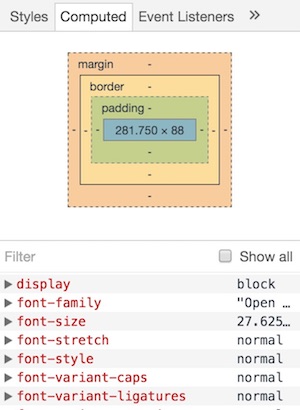 Styles Computed Event Listeners »
margin -
border -
padding -
- - - 281.750 × 88 - - -
-
-
-
Filter Show all
display block
font-family "Open …
font-size 27.625…
font-stretch normal
font-style normal
font-variant-caps normal
font-variant-ligatures normal